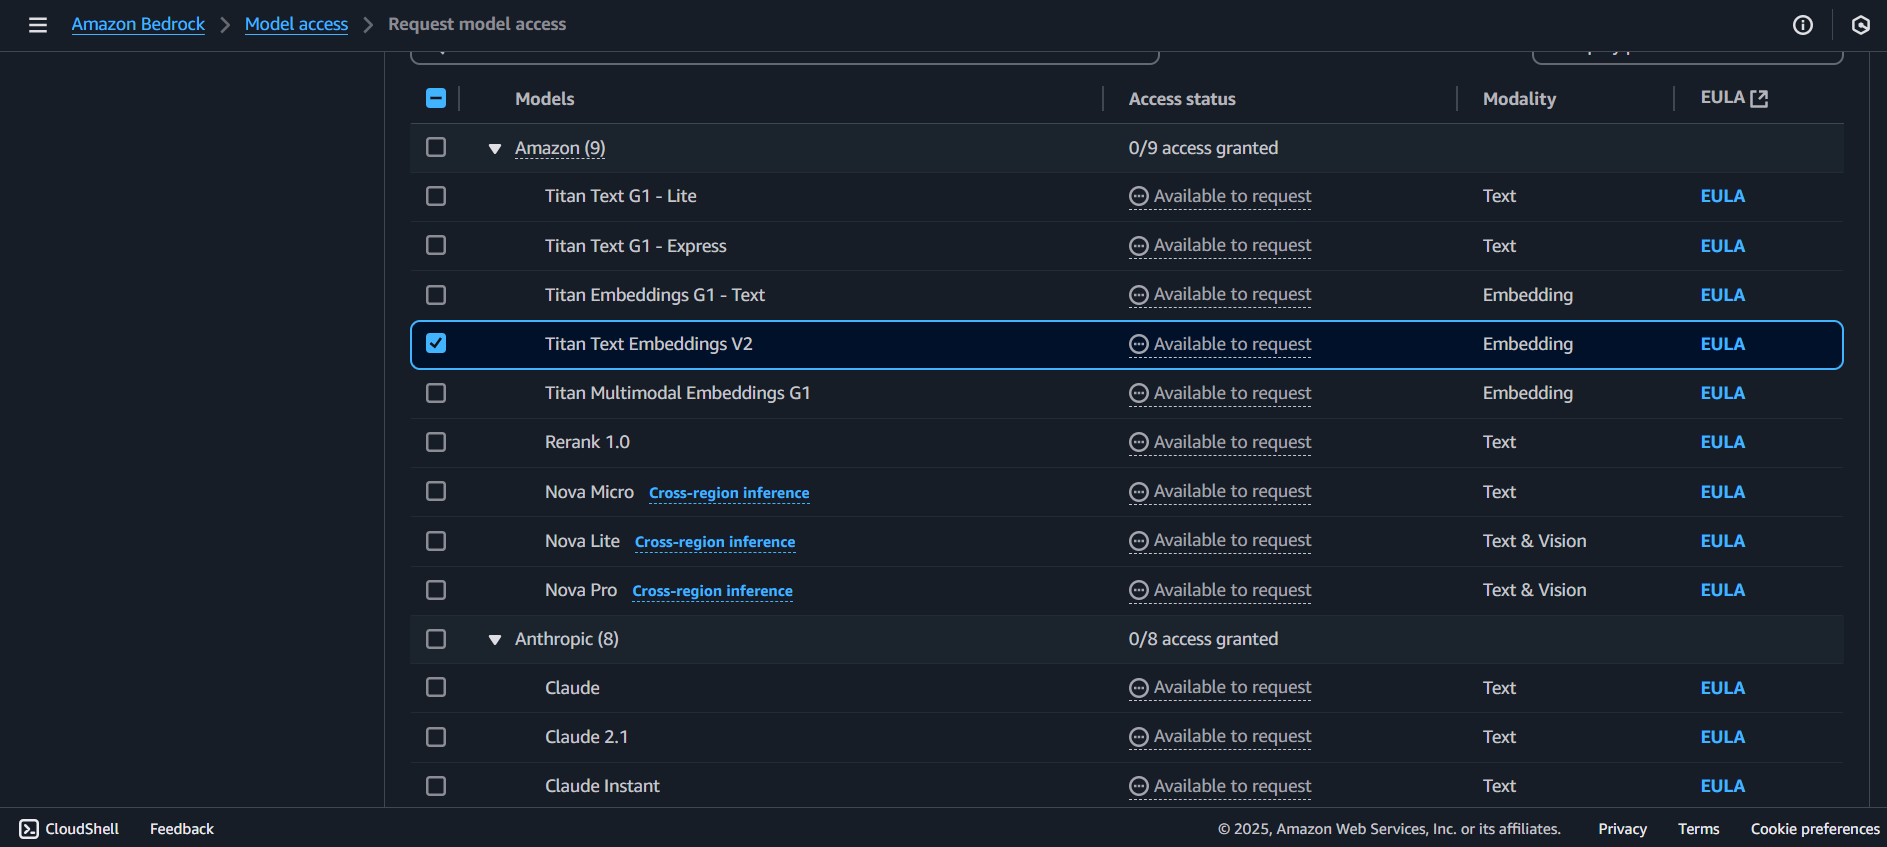 Amazon Bedrock > Model access > Request model access
Models Access status Modality EULA
Amazon (9) 0/9 access granted
Titan Text G1 - Lite Available to request Text EULA
Titan Text G1 - Express Available to request Text EULA
Titan Embeddings G1 - Text Available to request Embedding EULA
Titan Text Embeddings V2 Available to request Embedding EULA
Titan Multimodal Embeddings G1 Available to request Embedding EULA
Rerank 1.0 Available to request Text EULA
Nova Micro Cross-region inference Available to request Text EULA
Nova Lite Cross-region inference Available to request Text & Vision EULA
Nova Pro Cross-region inference Available to request Text & Vision EULA
Anthropic (8) 0/8 access granted
Claude Available to request Text EULA
Claude 2.1 Available to request Text EULA
Claude Instant Available to request Text EULA
CloudShell Feedback © 2025, Amazon Web Services, Inc. or its affiliates. Privacy Terms Cookie preferences